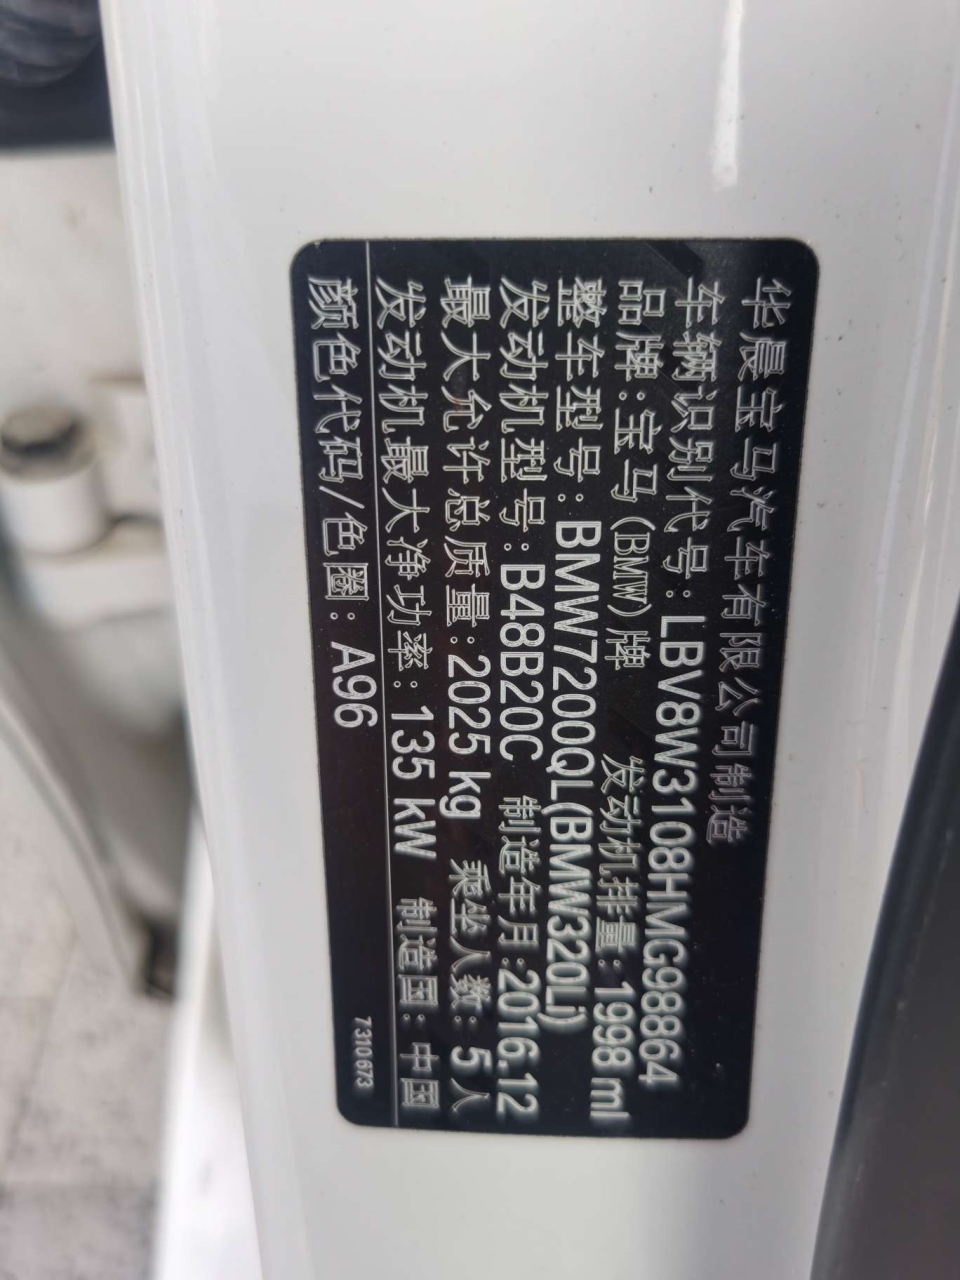 华晨宝马汽车有限公司制造
车辆识别代号：LBV8W3108HMG98864
品牌：宝马(BMW)牌 发动机排量：1998 ml
整车型号：BMW7200QL(BMW320Li)
发动机型号：B48B20C 制造年月：2016.12
最大允许总质量：2025 kg 乘坐人数：5 人
发动机最大净功率：135 kW 制造国：中国
颜色代码/色圈：A96
7310673